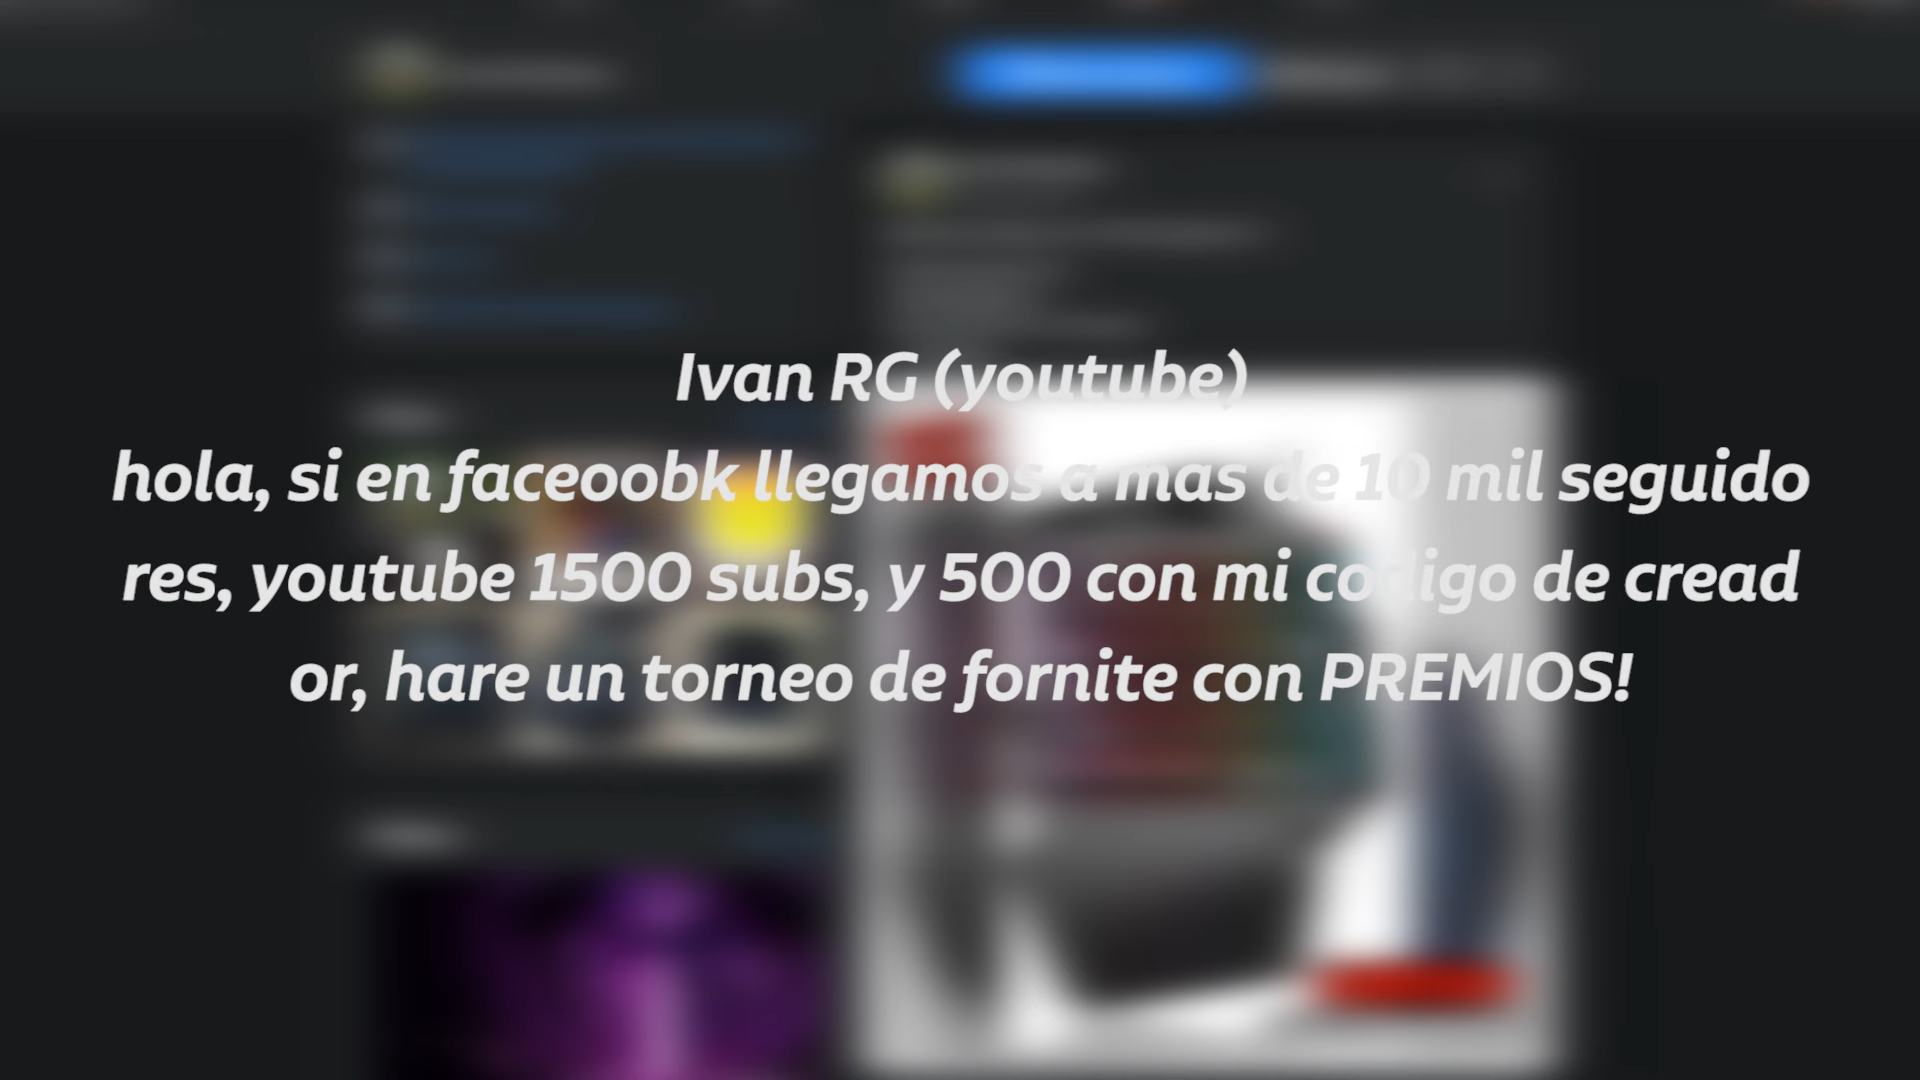 Ivan RG (youtube)
hola, si en faceoobk llegamos a mas de 10 mil seguido
res, youtube 1500 subs, y 500 con mi codigo de cread
or, hare un torneo de fornite con PREMIOS!